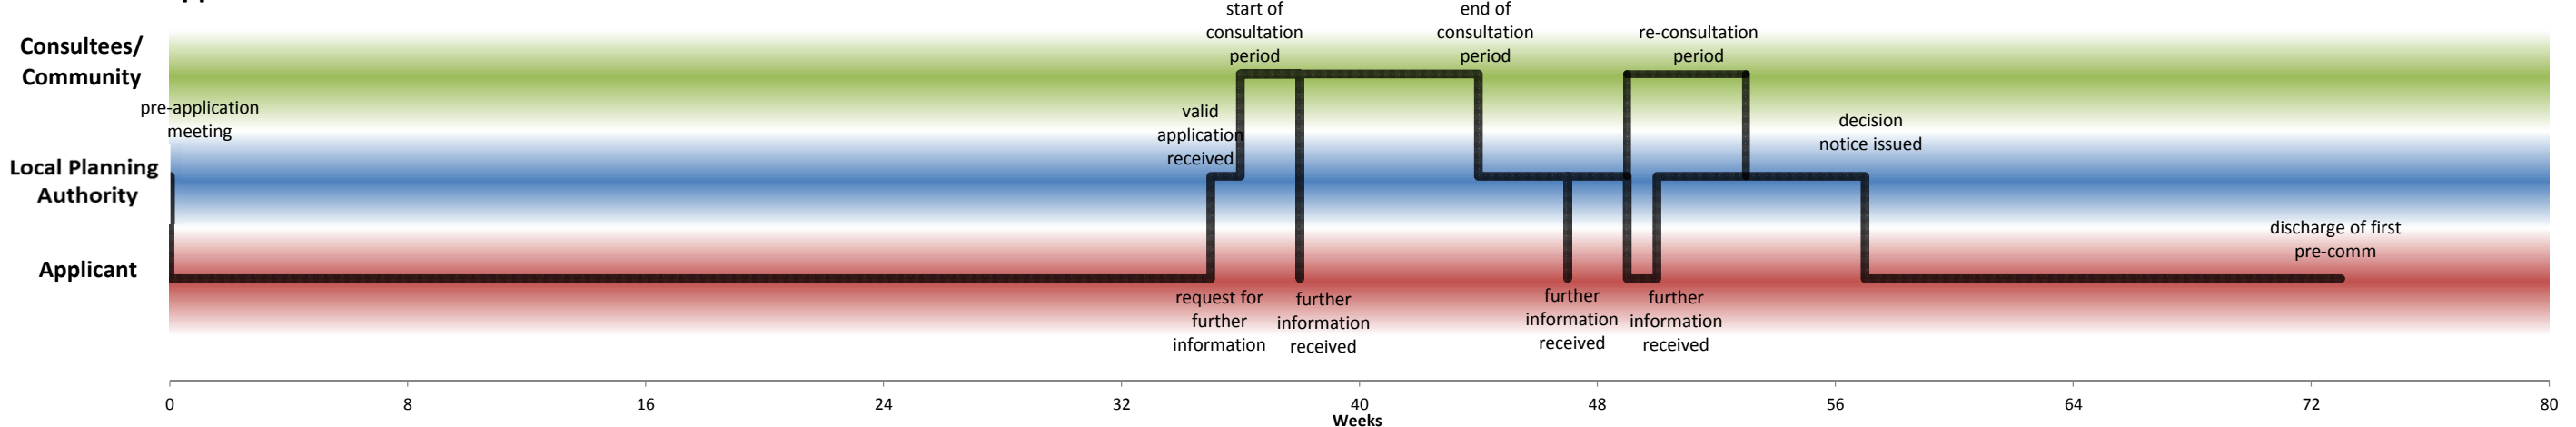 start of
consultation
period
end of
consultation
period
re-consultation
period
Consultees/
Community
pre-application
meeting
valid
application
received
decision
notice issued
Local Planning
Authority
discharge of first
pre-comm
Applicant
request for
further
information
further
information
received
further
information
received
further
information
received
0 8 16 24 32 40 48 56 64 72 80
Weeks